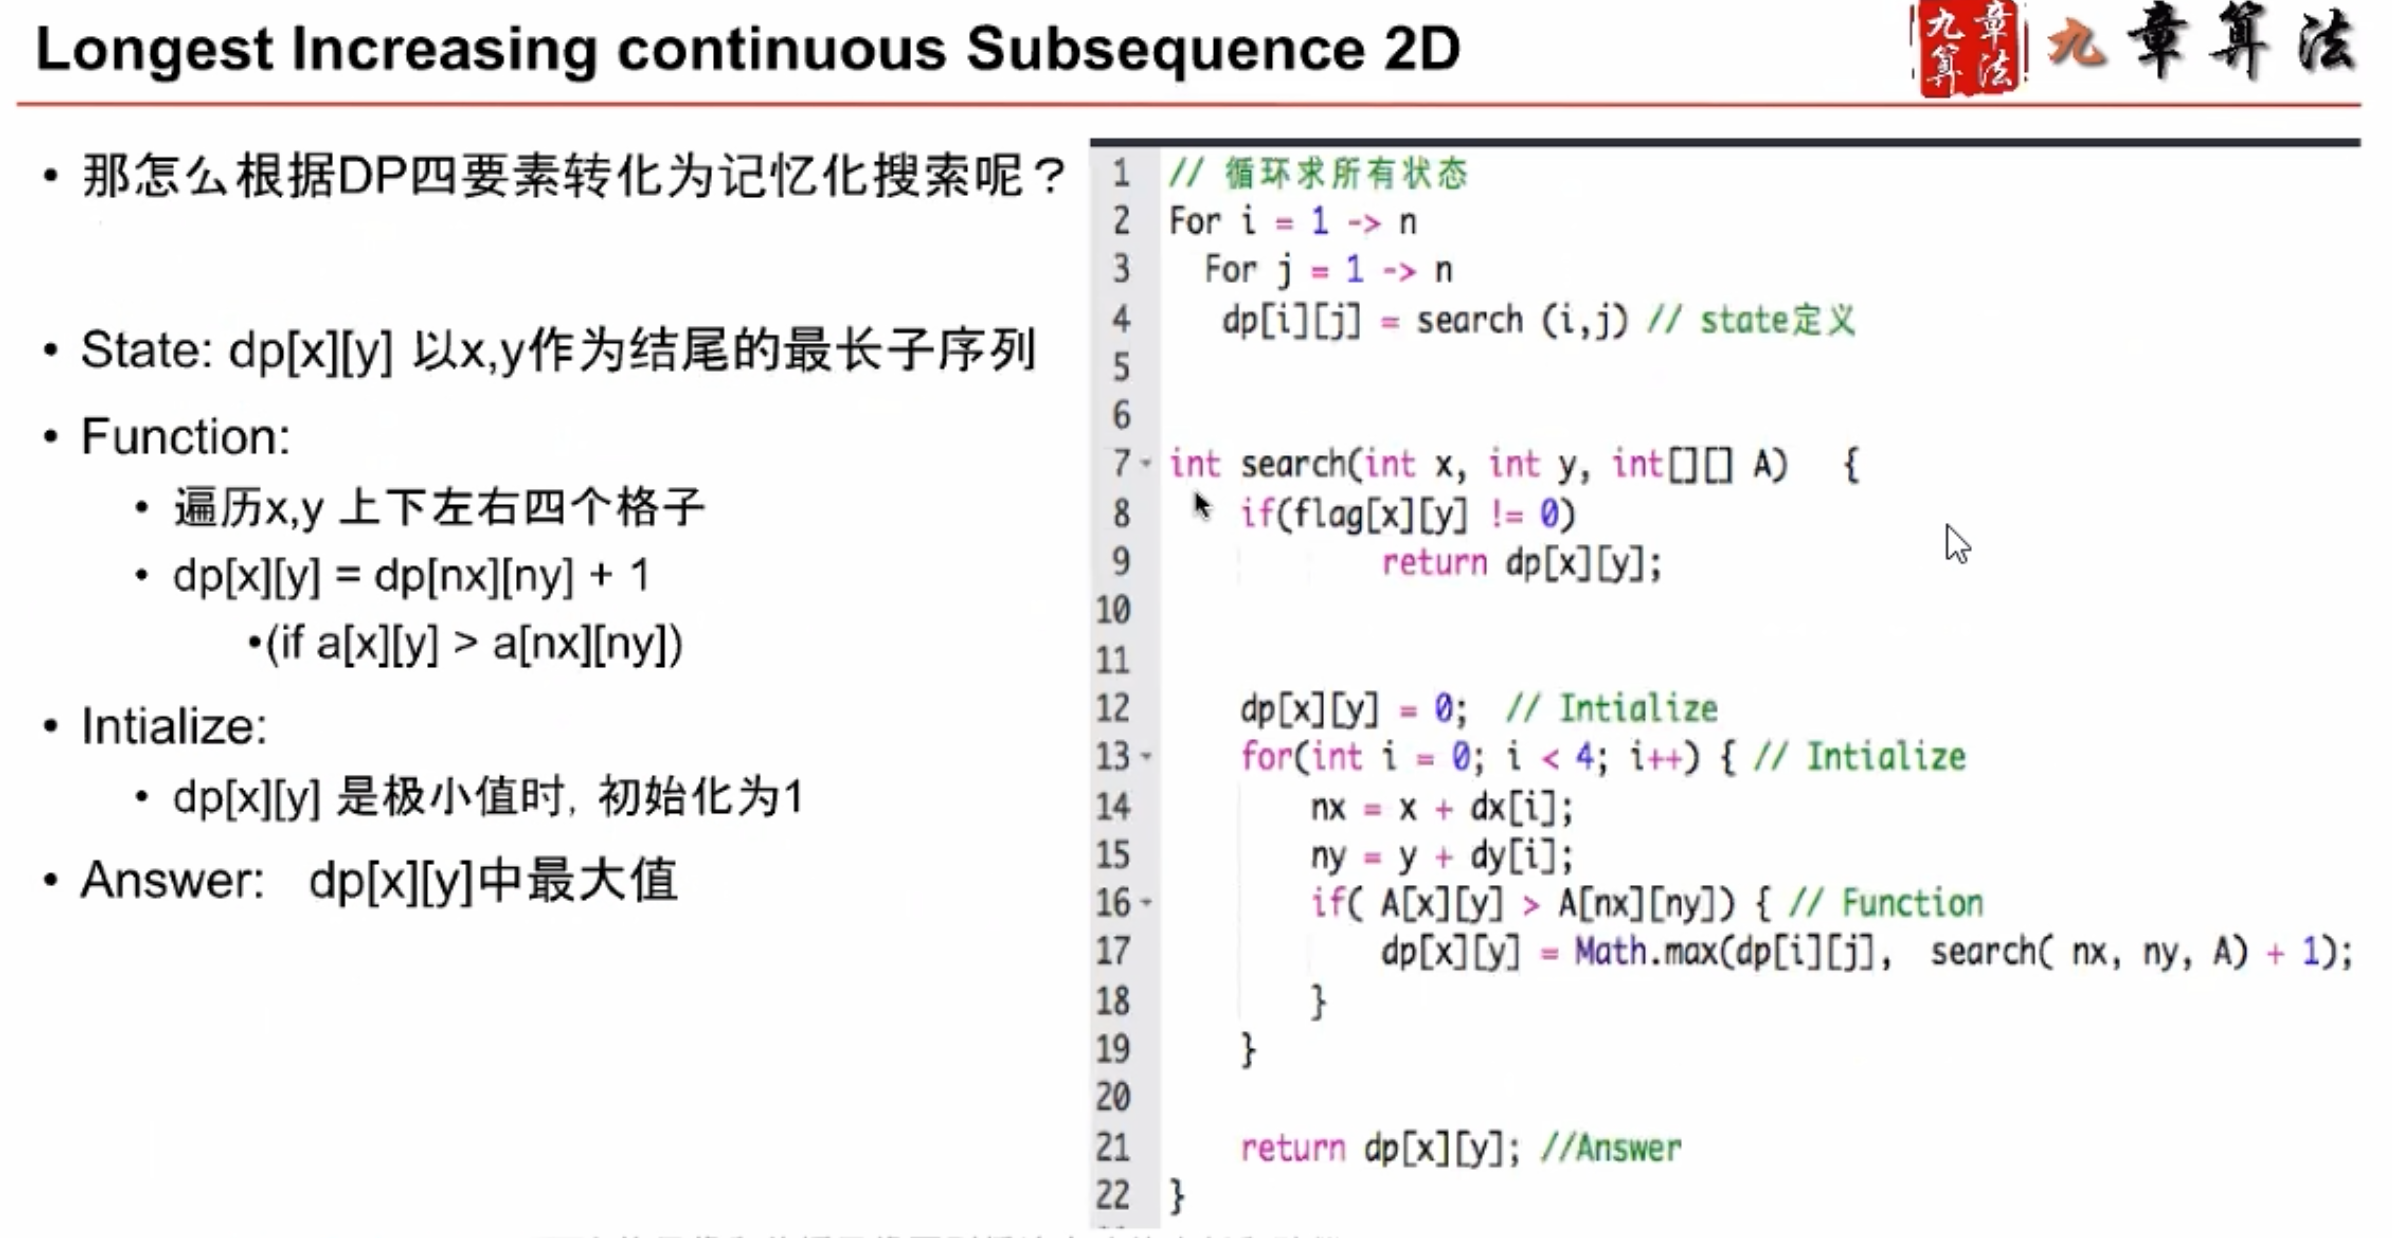 Longest Increasing continuous Subsequence 2D
九章算法
九章算法
• 那怎么根据DP四要素转化为记忆化搜索呢？
• State: dp[x][y] 以x,y作为结尾的最长子序列
• Function:
• 遍历x,y 上下左右四个格子
• dp[x][y] = dp[nx][ny] + 1
•(if a[x][y] > a[nx][ny])
• Intialize:
• dp[x][y] 是极小值时, 初始化为1
• Answer: dp[x][y]中最大值
1 // 循环求所有状态
2 For i = 1 -> n
3 For j = 1 -> n
4 dp[i][j] = search (i,j) // state定义
5
6
7 int search(int x, int y, int[][] A) {
8 if(flag[x][y] != 0)
9 return dp[x][y];
10
11
12 dp[x][y] = 0; // Intialize
13 for(int i = 0; i < 4; i++) { // Intialize
14 nx = x + dx[i];
15 ny = y + dy[i];
16 if( A[x][y] > A[nx][ny]) { // Function
17 dp[x][y] = Math.max(dp[i][j], search( nx, ny, A) + 1);
18 }
19 }
20
21 return dp[x][y]; //Answer
22 }